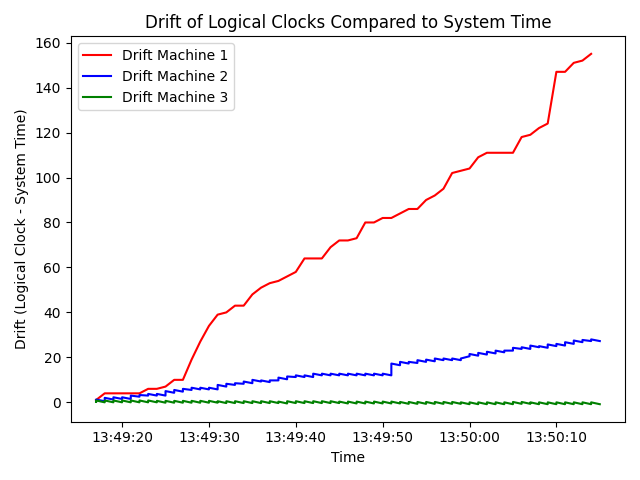 Drift of Logical Clocks Compared to System Time
Drift (Logical Clock - System Time)
160
140
120
100
80
60
40
20
0
Drift Machine 1
Drift Machine 2
Drift Machine 3
13:49:20 13:49:30 13:49:40 13:49:50 13:50:00 13:50:10
Time